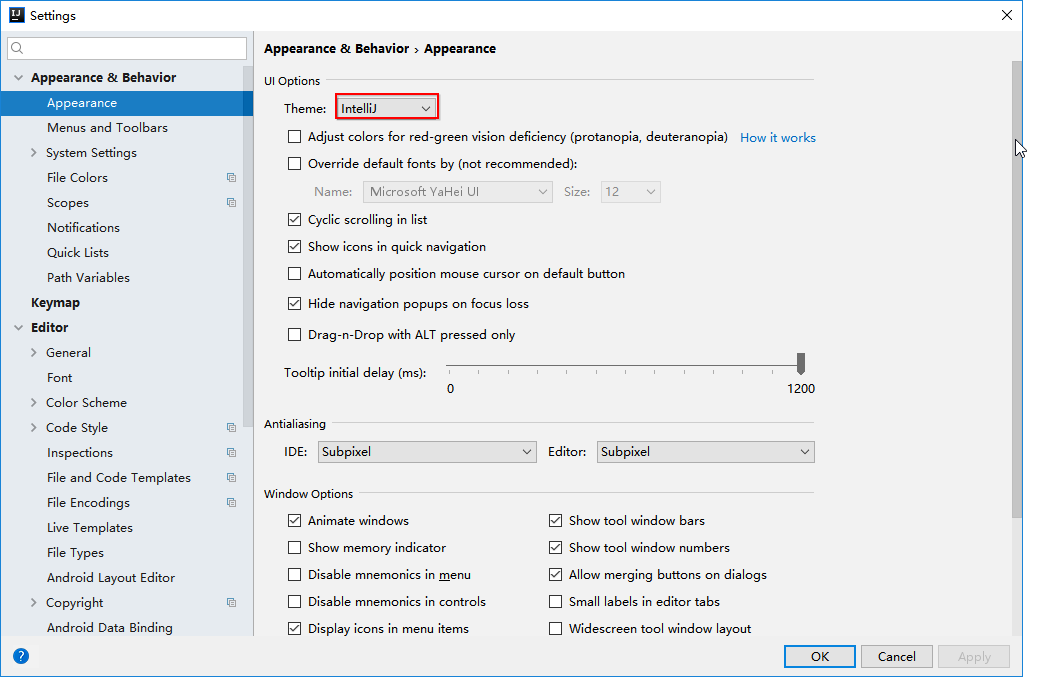 Settings
Appearance & Behavior
Appearance
Menus and Toolbars
System Settings
File Colors
Scopes
Notifications
Quick Lists
Path Variables
Keymap
Editor
General
Font
Color Scheme
Code Style
Inspections
File and Code Templates
File Encodings
Live Templates
File Types
Android Layout Editor
Copyright
Android Data Binding
Appearance & Behavior › Appearance
UI Options
Theme: IntelliJ
Adjust colors for red-green vision deficiency (protanopia, deuteranopia) How it works
Override default fonts by (not recommended):
Name: Microsoft YaHei UI Size: 12
Cyclic scrolling in list
Show icons in quick navigation
Automatically position mouse cursor on default button
Hide navigation popups on focus loss
Drag-n-Drop with ALT pressed only
Tooltip initial delay (ms):
0 1200
Antialiasing
IDE: Subpixel Editor: Subpixel
Window Options
Animate windows Show tool window bars
Show memory indicator Show tool window numbers
Disable mnemonics in menu Allow merging buttons on dialogs
Disable mnemonics in controls Small labels in editor tabs
Display icons in menu items Widescreen tool window layout
? OK Cancel Apply